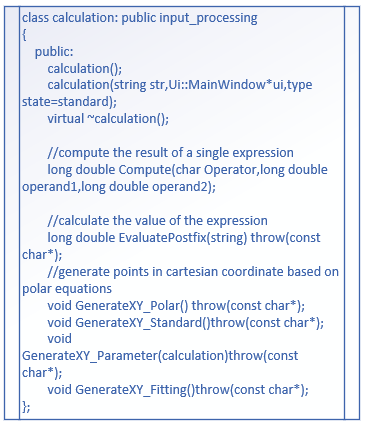 class calculation: public input_processing
{
public:
calculation();
calculation(string str,Ui::MainWindow*ui,type
state=standard);
virtual ~calculation();
//compute the result of a single expression
long double Compute(char Operator,long double
operand1,long double operand2);
//calculate the value of the expression
long double EvaluatePostfix(string) throw(const
char*);
//generate points in cartesian coordinate based on
polar equations
void GenerateXY_Polar() throw(const char*);
void GenerateXY_Standard()throw(const char*);
void
GenerateXY_Parameter(calculation)throw(const
char*);
void GenerateXY_Fitting()throw(const char*);
};